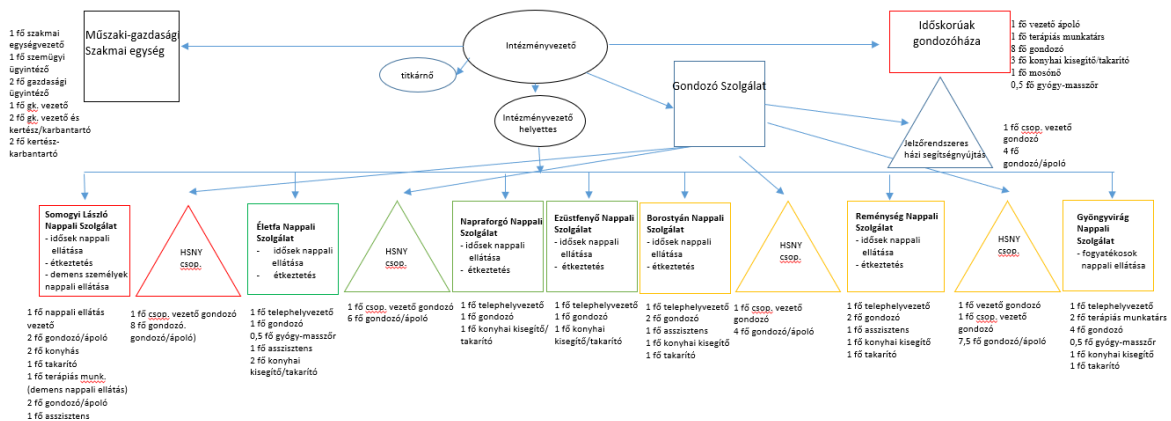 1 fő szakmai
egységvezető
1 fő szemügyi
ügyintéző
2 fő gazdasági
ügyintéző
1 fő gk. vezető
2 fő gk. vezető és
kertész/karbantartó
2 fő kertész-
karbantartó
Műszaki-gazdasági
Szakmai egység
Intézményvezető
titkárnő
Intézményvezető
helyettes
Gondozó Szolgálat
Időskorúak
gondozóháza
1 fő vezető ápoló
1 fő terápiás munkatárs
8 fő gondozó
3 fő konyhai kisegítő/takarító
1 fő mosónő
0,5 fő gyógy-masszőr
Jelzőrendszeres
házi segítségnyújtás
1 fő csop. vezető
gondozó
4 fő
gondozó/ápoló
Somogyi László
Nappali Szolgálat
- idősek nappali
ellátása
- étkeztetés
- demens személyek
nappali ellátása
1 fő nappali ellátás
vezető
2 fő gondozó/ápoló
2 fő konyhás
1 fő takarító
1 fő terápiás munk.
(demens nappali ellátás)
2 fő gondozó/ápoló
1 fő asszisztens
HSNY
csop.
1 fő csop. vezető gondozó
8 fő gondozó.
gondozó/ápoló)
Életfa Nappali
Szolgálat
- idősek nappali
ellátása
- étkeztetés
1 fő telephelyvezető
1 fő gondozó
0,5 fő gyógy-masszőr
1 fő asszisztens
2 fő konyhai
kisegítő/takarító
HSNY
csop.
1 fő csop. vezető gondozó
6 fő gondozó/ápoló
Napraforgó Nappali
Szolgálat
- idősek nappali
ellátása
- étkeztetés
1 fő telephelyvezető
1 fő gondozó
1 fő konyhai kisegítő/
takarító
Ezüstfenyő Nappali
Szolgálat
- idősek nappali
ellátása
- étkeztetés
1 fő telephelyvezető
1 fő gondozó
1 fő konyhai
kisegítő/takarító
Borostyán Nappali
Szolgálat
- idősek nappali
ellátása
- étkeztetés
1 fő telephelyvezető
2 fő gondozó
1 fő asszisztens
1 fő konyhai kisegítő
1 fő takarító
HSNY
csop.
1 fő csop. vezető
gondozó
4 fő gondozó/ápoló
Reménység Nappali
Szolgálat
- idősek nappali
ellátása
- étkeztetés
1 fő telephelyvezető
2 fő gondozó
1 fő asszisztens
1 fő konyhai kisegítő
1 fő takarító
HSNY
csop.
1 fő vezető gondozó
1 fő csop. vezető
gondozó
7,5 fő gondozó/ápoló
Gyöngyvirág
Nappali
Szolgálat
- fogyatékosok
nappali ellátása
1 fő telephelyvezető
2 fő terápiás munkatárs
4 fő gondozó
0,5 fő gyógy-masszőr
1 fő konyhai kisegítő
1 fő takarító